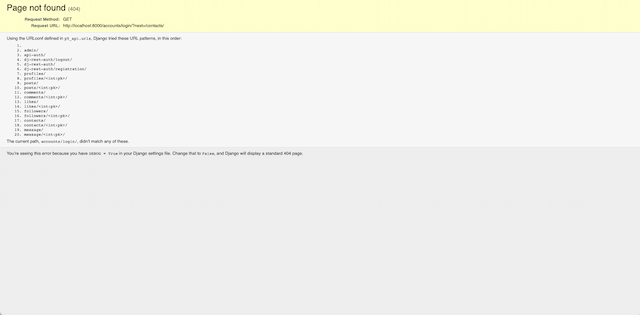 Page not found (404)
Request Method: GET
Request URL: http://localhost:8000/accounts/login/?next=/contacts/
Using the URLconf defined in p5_api.urls, Django tried these URL patterns, in this order:
1.
2. admin/
3. api-auth/
4. dj-rest-auth/logout/
5. dj-rest-auth/
6. dj-rest-auth/registration/
7. profiles/
8. profiles/<int:pk>/
9. posts/
10. posts/<int:pk>/
11. comments/
12. comments/<int:pk>/
13. likes/
14. likes/<int:pk>/
15. followers/
16. followers/<int:pk>/
17. contacts/
18. contacts/<int:pk>/
19. message/
20. message/<int:pk>/
The current path, accounts/login/, didn't match any of these.
You're seeing this error because you have DEBUG = True in your Django settings file. Change that to False, and Django will display a standard 404 page.